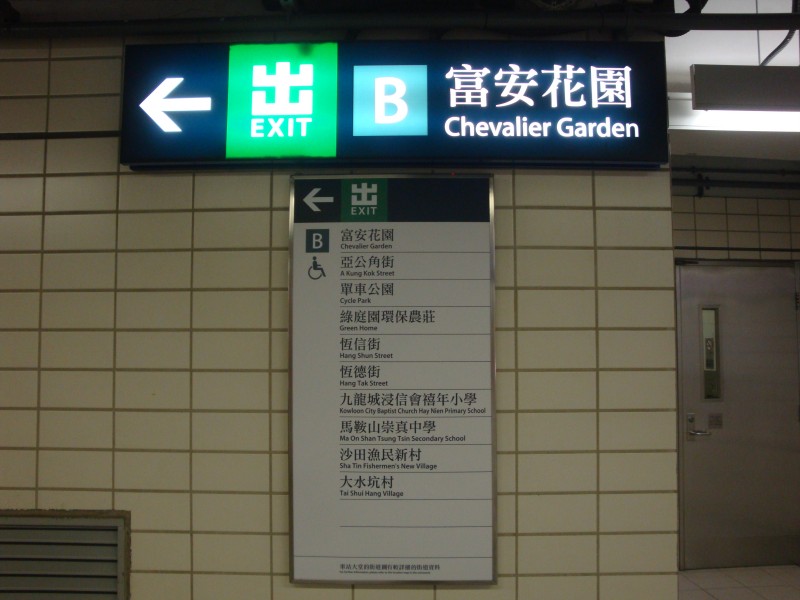 出
EXIT
B
富安花園
Chevalier Garden
出
EXIT
B
富安花園
Chevalier Garden
亞公角街
A Kung Kok Street
單車公園
Cycle Park
綠庭園環保農莊
Green Home
恆信街
Hang Shun Street
恆德街
Hang Tak Street
九龍城浸信會禧年小學
Kowloon City Baptist Church Hay Nien Primary School
馬鞍山崇真中學
Ma On Shan Tsung Tsin Secondary School
沙田漁民新村
Sha Tin Fishermen's New Village
大水坑村
Tai Shui Hang Village